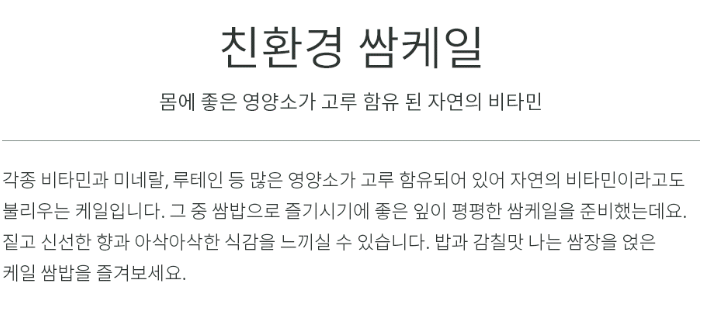 친환경 쌈케일
몸에 좋은 영양소가 고루 함유 된 자연의 비타민
각종 비타민과 미네랄, 루테인 등 많은 영양소가 고루 함유되어 있어 자연의 비타민이라고도
불리우는 케일입니다. 그 중 쌈밥으로 즐기시기에 좋은 잎이 평평한 쌈케일을 준비했는데요.
짙고 신선한 향과 아삭아삭한 식감을 느끼실 수 있습니다. 밥과 감칠맛 나는 쌈장을 얹은
케일 쌈밥을 즐겨보세요.